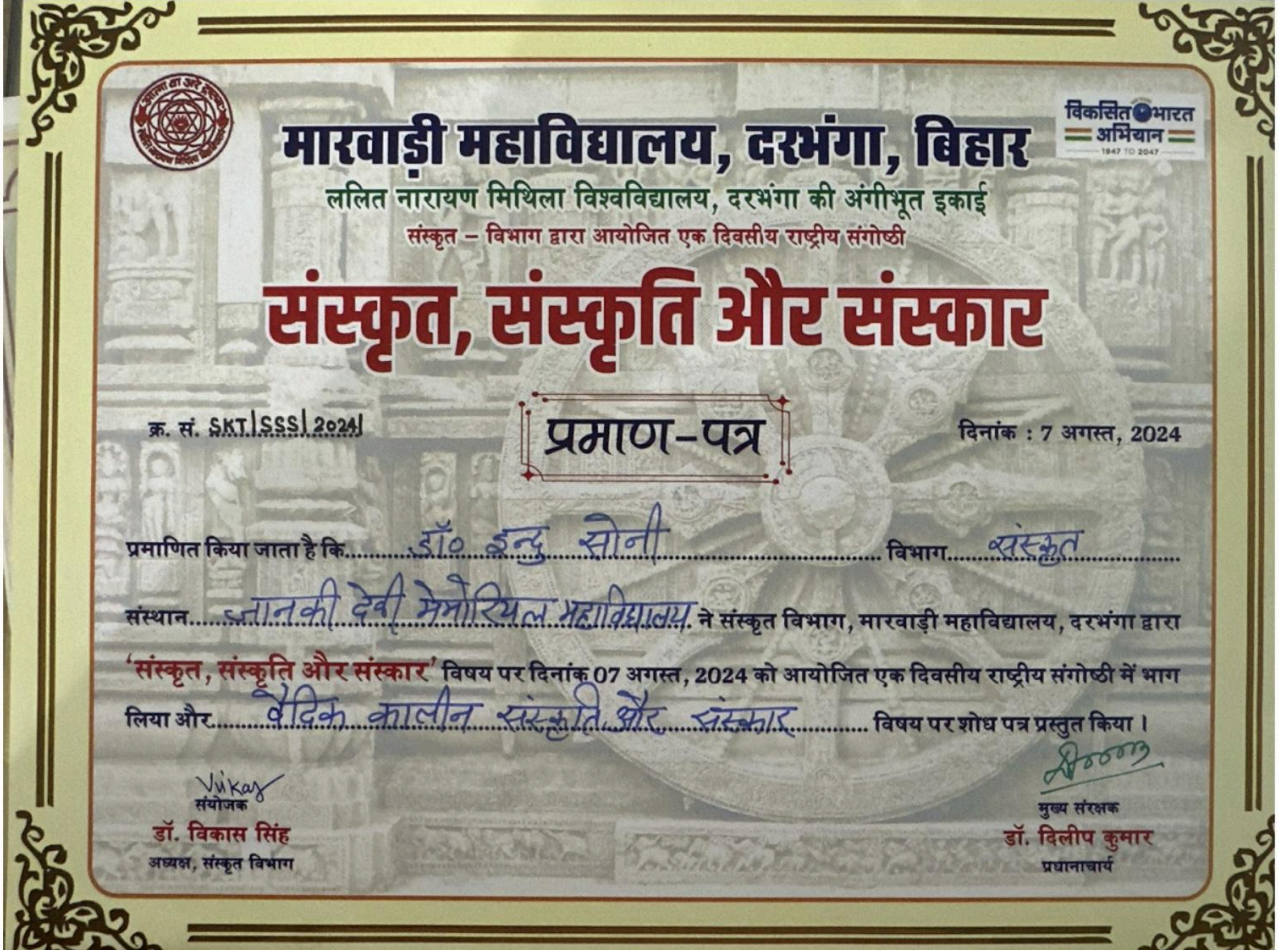 विकसित भारत
अभियान
1947 TO 2047
मारवाड़ी महाविद्यालय, दरभंगा, बिहार
ललित नारायण मिथिला विश्वविद्यालय, दरभंगा की अंगीभूत इकाई
संस्कृत – विभाग द्वारा आयोजित एक दिवसीय राष्ट्रीय संगोष्ठी
संस्कृत, संस्कृति और संस्कार
क्र. सं. SKT|SSS|2024|
प्रमाण-पत्र
दिनांक : 7 अगस्त, 2024
प्रमाणित किया जाता है कि डॉ० इन्दु सोनी विभाग संस्कृत
संस्थान जानकी देवी मेमोरियल महाविद्यालय ने संस्कृत विभाग, मारवाड़ी महाविद्यालय, दरभंगा द्वारा
'संस्कृत, संस्कृति और संस्कार' विषय पर दिनांक 07 अगस्त, 2024 को आयोजित एक दिवसीय राष्ट्रीय संगोष्ठी में भाग
लिया और वैदिक कालीन संस्कृति और संस्कार विषय पर शोध पत्र प्रस्तुत किया ।
Vikas
संयोजक
डॉ. विकास सिंह
अध्यक्ष, संस्कृत विभाग
मुख्य संरक्षक
डॉ. दिलीप कुमार
प्रधानाचार्य